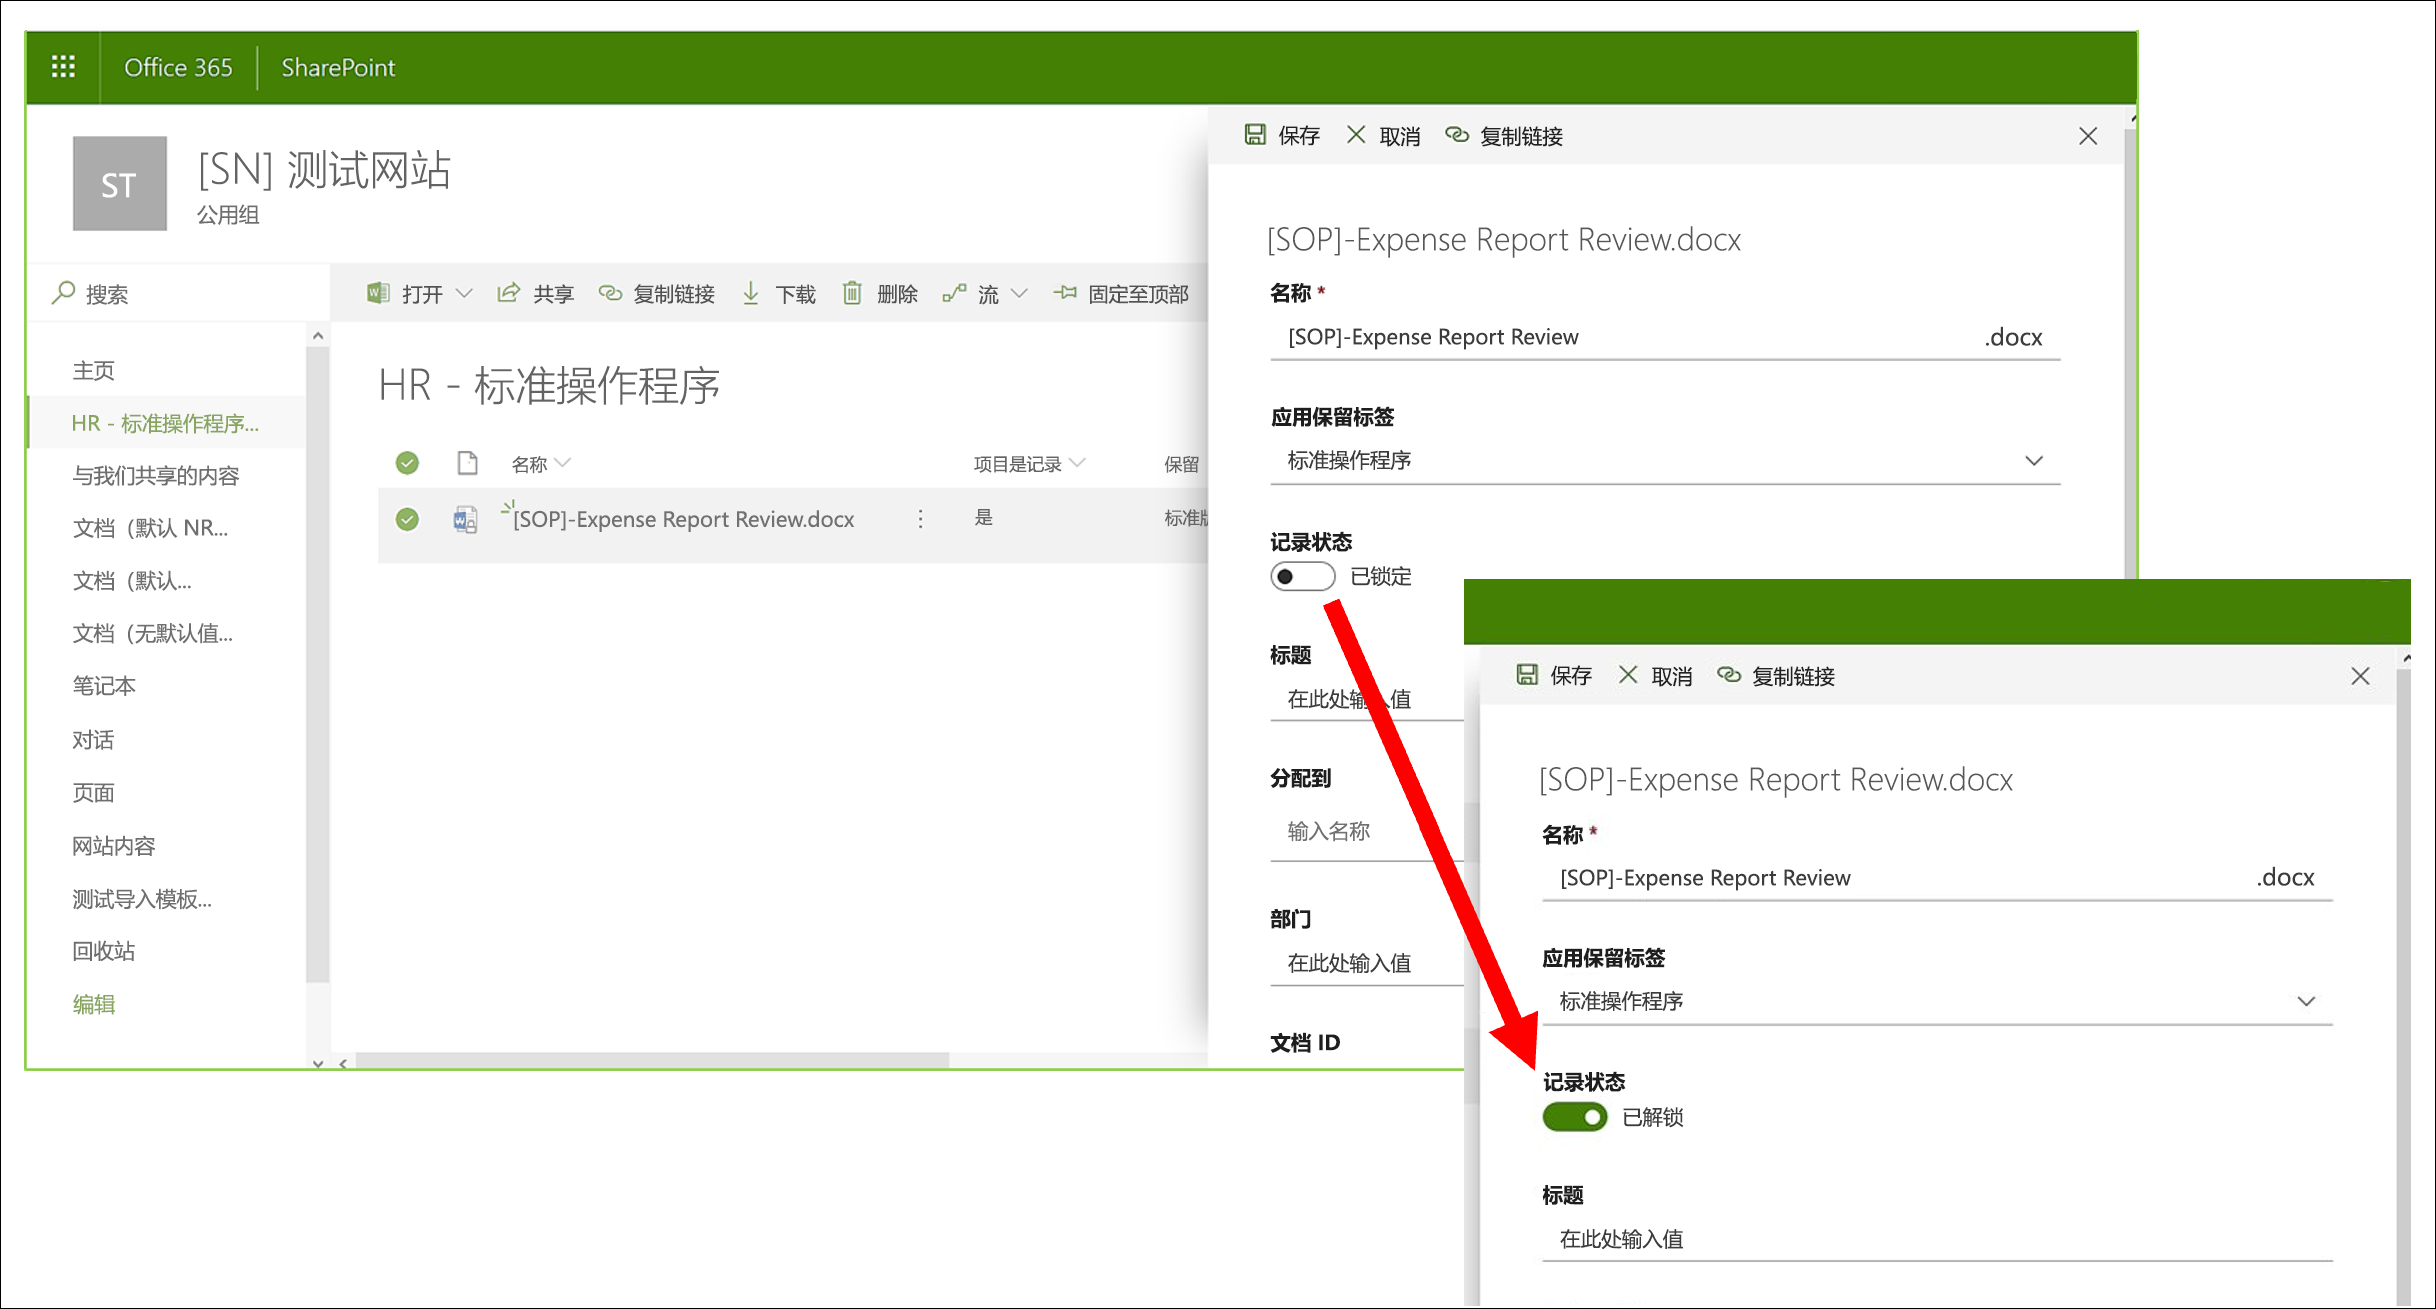 Office 365
SharePoint
ST
[SN] 测试网站
公用组
搜索
打开
共享
复制链接
下载
删除
流
固定至顶部
主页
HR - 标准操作程序...
与我们共享的内容
文档（默认 NR...
文档（默认...
文档（无默认值...
笔记本
对话
页面
网站内容
测试导入模板...
回收站
编辑
HR - 标准操作程序
名称
项目是记录
保留
[SOP]-Expense Report Review.docx
是
标准
保存
取消
复制链接
[SOP]-Expense Report Review.docx
名称 *
[SOP]-Expense Report Review
.docx
应用保留标签
标准操作程序
记录状态
已锁定
标题
在此处输入值
分配到
输入名称
部门
在此处输入值
文档 ID
保存
取消
复制链接
[SOP]-Expense Report Review.docx
名称 *
[SOP]-Expense Report Review
.docx
应用保留标签
标准操作程序
记录状态
已解锁
标题
在此处输入值